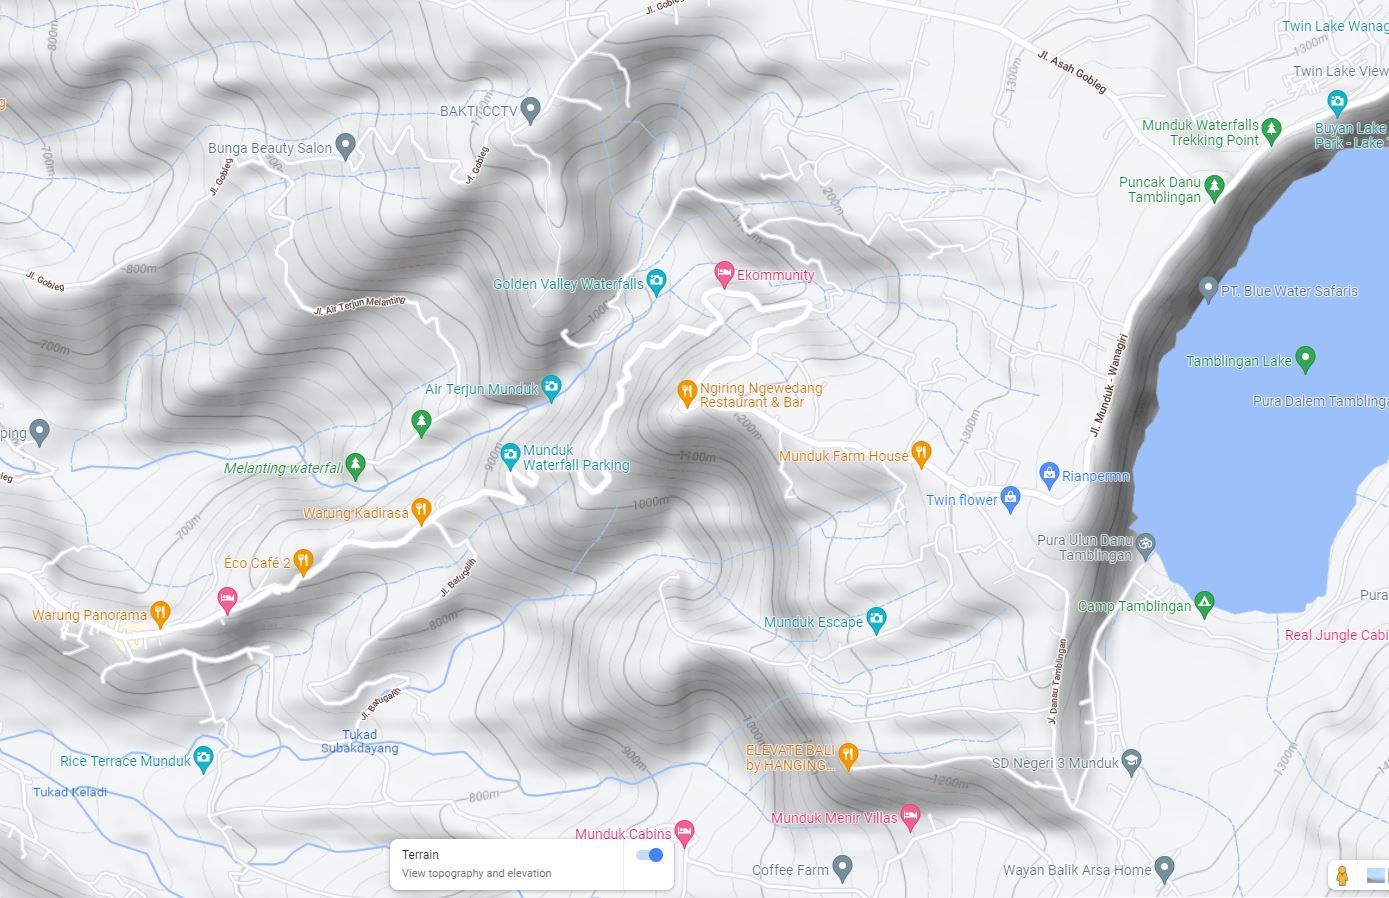 Jl. Gobleg
800m
Twin Lake Wanag
1300m
Jl. Asah Gobleg
Twin Lake View
1300m
g
BAKTI CCTV
Munduk Waterfalls
Trekking Point
Buyan Lake
Park - Lake
Bunga Beauty Salon
Jl. Gobleg
Jl. Gobleg
700m
Puncak Danu
Tamblingan
Jl. Gobleg
800m
Golden Valley Waterfalls
Ekommunity
PT. Blue Water Safaris
Jl. Air Terjun Melanting
700m
Jl. Munduk - Wanagiri
Tamblingan Lake
Air Terjun Munduk
Ngiring Ngewedang
Restaurant & Bar
Pura Dalem Tamblinga
1200m
1300m
ping
900m
Munduk
Waterfall Parking
1100m
Munduk Farm House
Melanting waterfall
Rianpermn
Twin flower
1000m
Warung Kadirasa
700m
Pura Ulun Danu
Tamblingan
Éco Café 2
Jl. Batugalih
Pura
Camp Tamblingan
Warung Panorama
800m
Munduk Escape
Real Jungle Cabi
Jl. Danau Tamblingan
Jl. Batugalih
Tukad
Subakdayang
1000m
Rice Terrace Munduk
900m
ELEVATE BALI
by HANGING...
SD Negeri 3 Munduk
1300m
Tukad Keladi
800m
1200m
Munduk Menir Villas
Munduk Cabins
Terrain
View topography and elevation
Coffee Farm
Wayan Balik Arsa Home